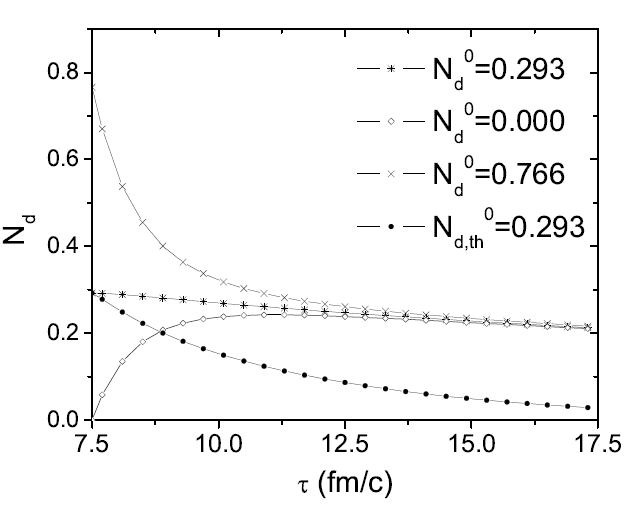 0.8
0.6
0.4
0.2
0.0
N_d
N_d^0=0.293
N_d^0=0.000
N_d^0=0.766
N_{d,th}^0=0.293
7.5 10.0 12.5 15.0 17.5
τ (fm/c)